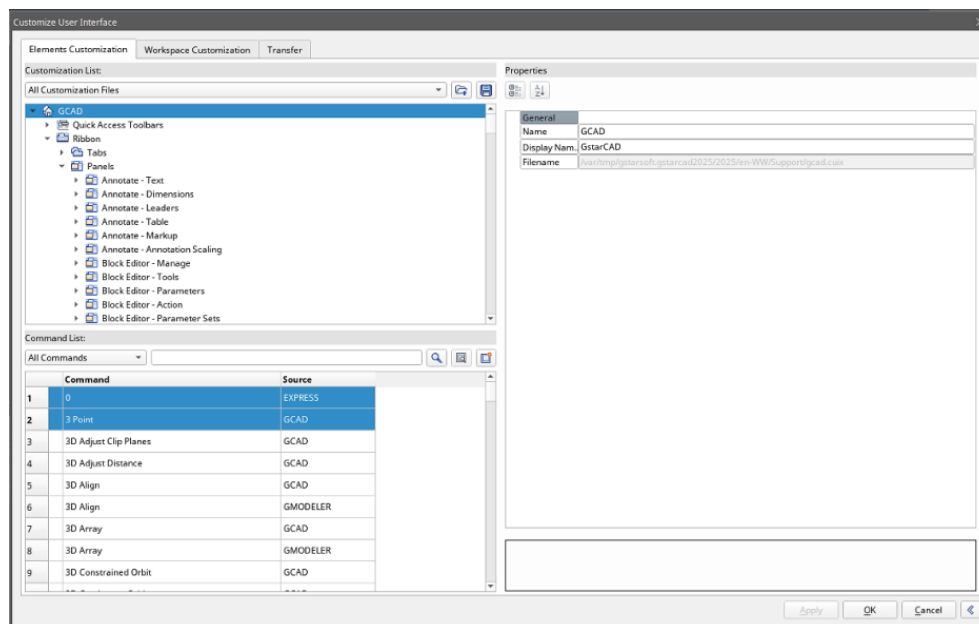 Customize User Interface
Elements Customization Workspace Customization Transfer
Customization List:
All Customization Files
GCAD
Quick Access Toolbars
Ribbon
Tabs
Panels
Annotate - Text
Annotate - Dimensions
Annotate - Leaders
Annotate - Table
Annotate - Markup
Annotate - Annotation Scaling
Block Editor - Manage
Block Editor - Tools
Block Editor - Parameters
Block Editor - Action
Block Editor - Parameter Sets
Command List:
All Commands
Command Source
1 0 EXPRESS
2 3 Point GCAD
3 3D Adjust Clip Planes GCAD
4 3D Adjust Distance GCAD
5 3D Align GCAD
6 3D Align GMODELER
7 3D Array GCAD
8 3D Array GMODELER
9 3D Constrained Orbit GCAD
Properties
General
Name GCAD
Display Nam. GstarCAD
Filename /var/tmp/gstarsoft.gstarcad2025/2025/en-WW/Support/gcad.cuix
Apply OK Cancel